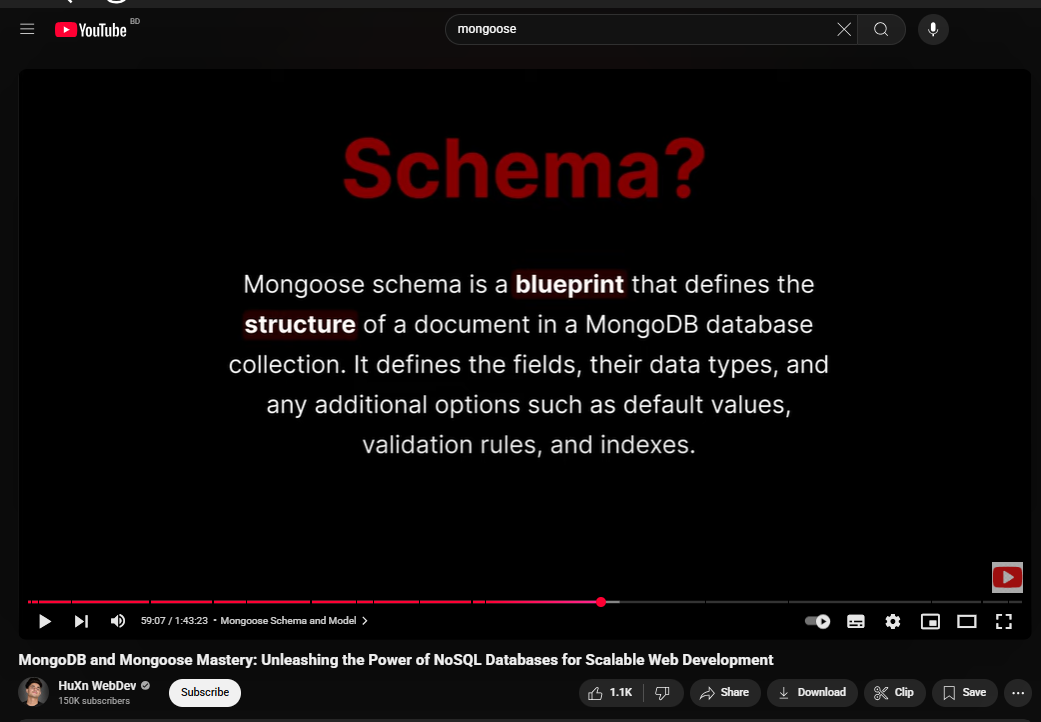 YouTube BD
mongoose
Schema?
Mongoose schema is a blueprint that defines the
structure of a document in a MongoDB database
collection. It defines the fields, their data types, and
any additional options such as default values,
validation rules, and indexes.
59:07 / 1:43:23 • Mongoose Schema and Model
MongoDB and Mongoose Mastery: Unleashing the Power of NoSQL Databases for Scalable Web Development
HuXn WebDev
150K subscribers
Subscribe
1.1K
Share
Download
Clip
Save